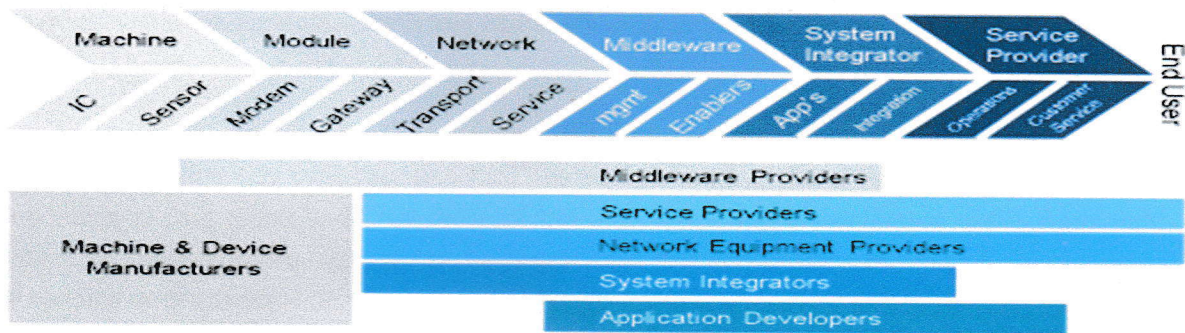 Machine
Module
Network
Middleware
System
Integrator
Service
Provider
End User
IC
Sensor
Modem
Gateway
Transport
Service
mgmt
Enablers
App's
Integration
Operations
Customer
Service
Middleware Providers
Machine & Device
Manufacturers
Service Providers
Network Equipment Providers
System Integrators
Application Developers